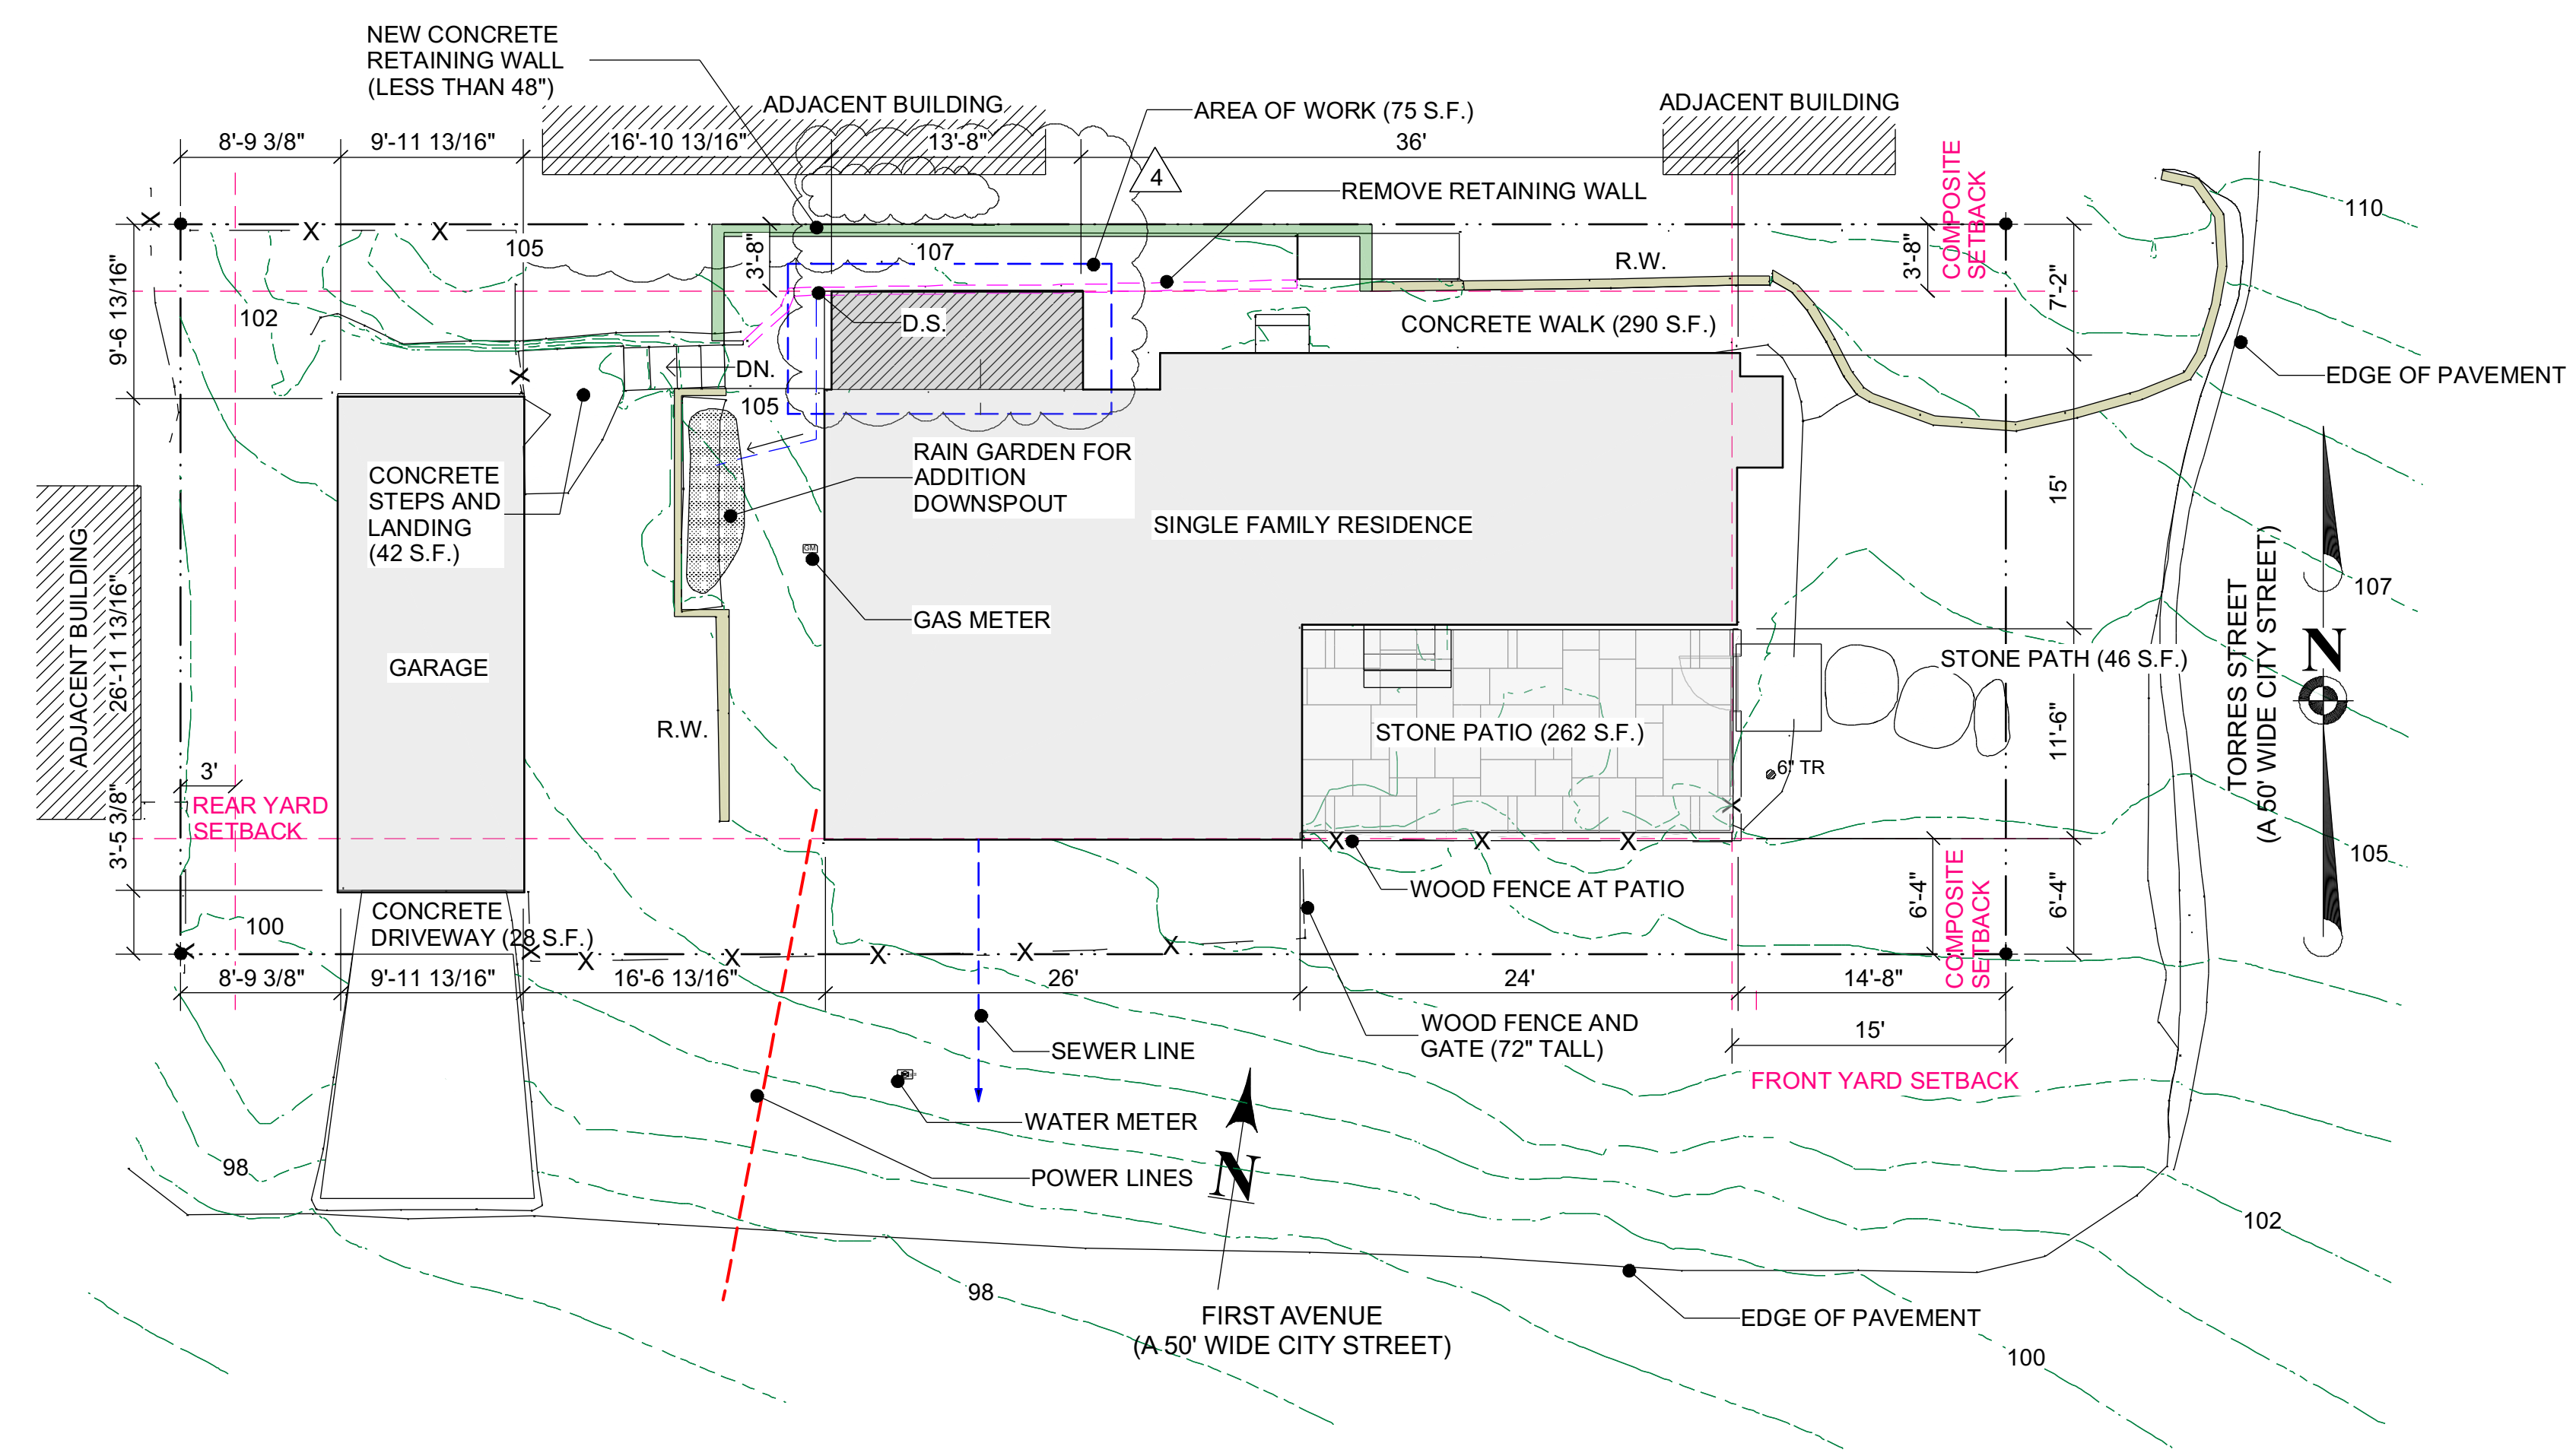 NEW CONCRETE
RETAINING WALL
(LESS THAN 48")
ADJACENT BUILDING
AREA OF WORK (75 S.F.)
ADJACENT BUILDING
8'-9 3/8"
9'-11 13/16"
16'-10 13/16"
13'-8"
36'
4
REMOVE RETAINING WALL
COMPOSITE
SETBACK
110
X
X
X
105
107
3'-8"
R.W.
3'-8"
7'-2"
9'-6 13/16"
102
D.S.
CONCRETE WALK (290 S.F.)
EDGE OF PAVEMENT
X
DN.
105
CONCRETE
STEPS AND
LANDING
(42 S.F.)
RAIN GARDEN FOR
ADDITION
DOWNSPOUT
SINGLE FAMILY RESIDENCE
15'
GM
GAS METER
ADJACENT BUILDING
26'-11 13/16"
107
TORRES STREET
(A 50' WIDE CITY STREET)
N
GARAGE
STONE PATH (46 S.F.)
R.W.
STONE PATIO (262 S.F.)
11'-6"
6" TR
3'
REAR YARD
SETBACK
3'-5 3/8"
X
X
X
X
105
WOOD FENCE AT PATIO
6'-4"
COMPOSITE
SETBACK
6'-4"
100
CONCRETE
DRIVEWAY (28 S.F.)
X
X
X
X
X
X
X
8'-9 3/8"
9'-11 13/16"
16'-6 13/16"
26'
24'
14'-8"
WOOD FENCE AND
GATE (72" TALL)
15'
SEWER LINE
FRONT YARD SETBACK
WATER METER
98
POWER LINES
N
102
98
FIRST AVENUE
(A 50' WIDE CITY STREET)
EDGE OF PAVEMENT
100